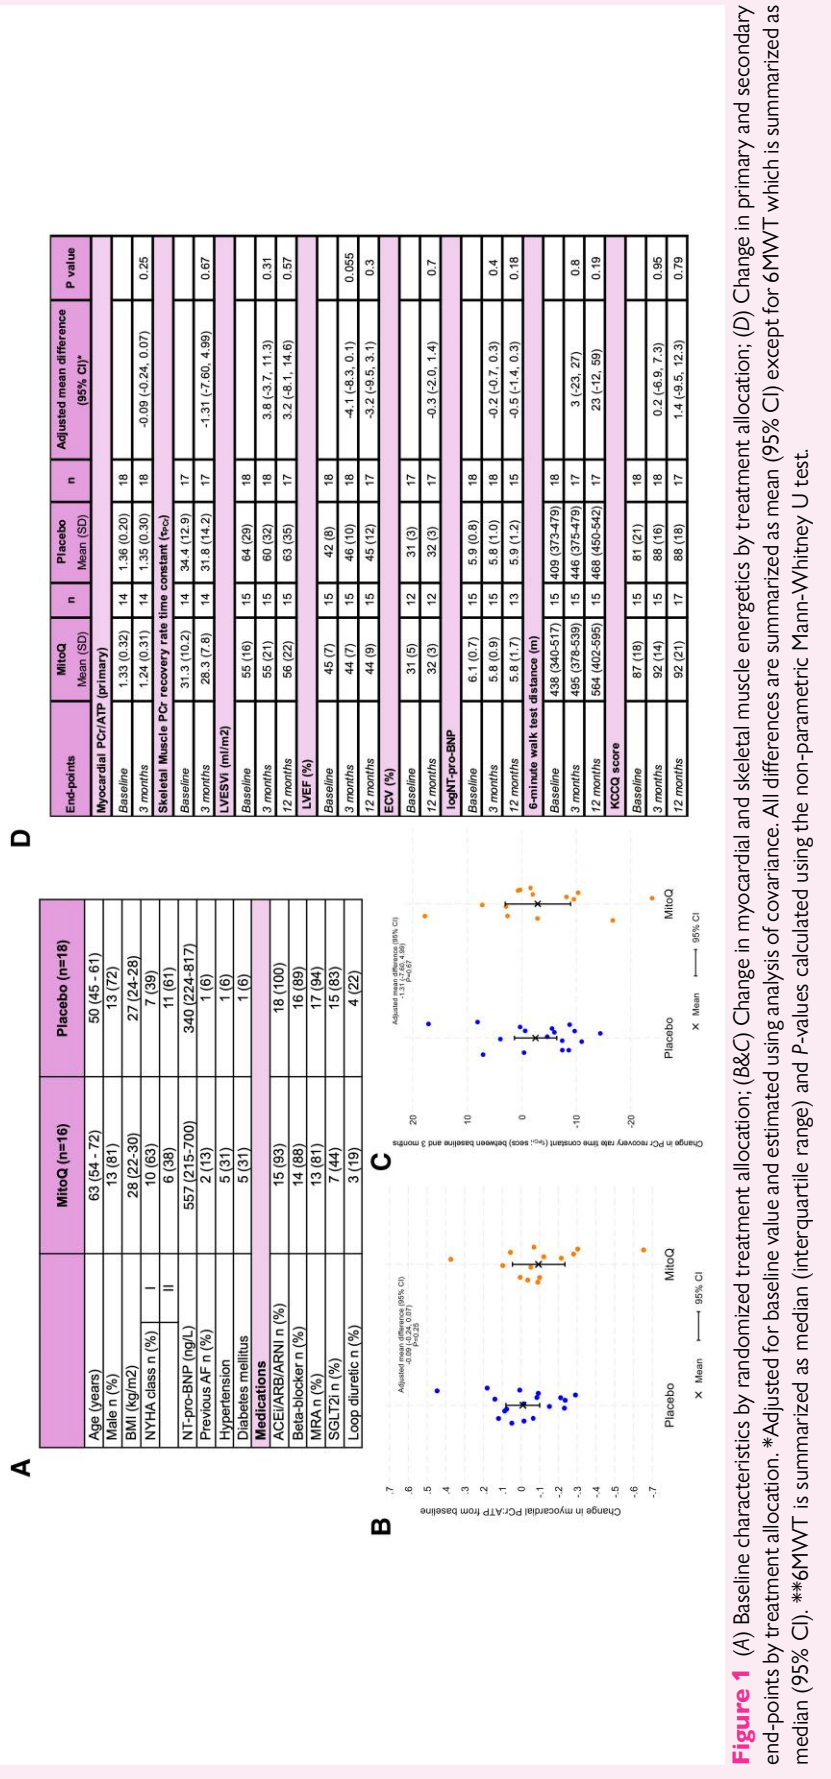 A
MitoQ (n=16) Placebo (n=18)
Age (years) 63 (54 - 72) 50 (45 - 61)
Male n (%) 13 (81) 13 (72)
BMI (kg/m2) 28 (22-30) 27 (24-28)
NYHA class n (%) I 10 (63) 7 (39)
II 6 (38) 11 (61)
NT-pro-BNP (ng/L) 557 (215-700) 340 (224-817)
Previous AF n (%) 2 (13) 1 (6)
Hypertension 5 (31) 1 (6)
Diabetes mellitus 5 (31) 1 (6)
Medications
ACEi/ARB/ARNI n (%) 15 (93) 18 (100)
Beta-blocker n (%) 14 (88) 16 (89)
MRA n (%) 13 (81) 17 (94)
SGLT2i n (%) 7 (44) 15 (83)
Loop diuretic n (%) 3 (19) 4 (22)
B
Change in myocardial PCr:ATP from baseline
.7
.6
.5
.4
.3
.2
.1
0
-.1
-.2
-.3
-.4
-.5
-.6
-.7
Adjusted mean difference (95% CI)
-0.09 (-0.24, 0.07)
P=0.25
Placebo MitoQ
× Mean 95% CI
C
Change in PCr recovery rate time constant (τPCr; secs) between baseline and 3 months
20
10
0
-10
-20
Adjusted mean difference (95% CI)
-1.31 (-7.60, 4.99)
P=0.67
Placebo MitoQ
× Mean 95% CI
D
End-points MitoQ Mean (SD) n Placebo Mean (SD) n Adjusted mean difference (95% CI)* P value
Myocardial PCr/ATP (primary)
Baseline 1.33 (0.32) 14 1.36 (0.20) 18
3 months 1.24 (0.31) 14 1.35 (0.30) 18 -0.09 (-0.24, 0.07) 0.25
Skeletal Muscle PCr recovery rate time constant (τPCr)
Baseline 31.3 (10.2) 14 34.4 (12.9) 17
3 months 28.3 (7.8) 14 31.8 (14.2) 17 -1.31 (-7.60, 4.99) 0.67
LVESVi (ml/m2)
Baseline 55 (16) 15 64 (29) 18
3 months 55 (21) 15 60 (32) 18 3.8 (-3.7, 11.3) 0.31
12 months 56 (22) 15 63 (35) 17 3.2 (-8.1, 14.6) 0.57
LVEF (%)
Baseline 45 (7) 15 42 (8) 18
3 months 44 (7) 15 46 (10) 18 -4.1 (-8.3, 0.1) 0.055
12 months 44 (9) 15 45 (12) 17 -3.2 (-9.5, 3.1) 0.3
ECV (%)
Baseline 31 (5) 12 31 (3) 17
12 months 32 (3) 12 32 (3) 17 -0.3 (-2.0, 1.4) 0.7
logNT-pro-BNP
Baseline 6.1 (0.7) 15 5.9 (0.8) 18
3 months 5.8 (0.9) 15 5.8 (1.0) 18 -0.2 (-0.7, 0.3) 0.4
12 months 5.8 (1.7) 13 5.9 (1.2) 15 -0.5 (-1.4, 0.3) 0.18
6-minute walk test distance (m)
Baseline 438 (340-517) 15 409 (373-479) 18
3 months 495 (378-539) 15 446 (375-479) 17 3 (-23, 27) 0.8
12 months 564 (402-595) 15 468 (450-542) 17 23 (-12, 59) 0.19
KCCQ score
Baseline 87 (18) 15 81 (21) 18
3 months 92 (14) 15 88 (16) 18 0.2 (-6.9, 7.3) 0.95
12 months 92 (21) 17 88 (18) 17 1.4 (-9.5, 12.3) 0.79
Figure 1 (A) Baseline characteristics by randomized treatment allocation; (B&C) Change in myocardial and skeletal muscle energetics by treatment allocation; (D) Change in primary and secondary
end-points by treatment allocation. *Adjusted for baseline value and estimated using analysis of covariance. All differences are summarized as mean (95% CI) except for 6MWT which is summarized as
median (95% CI). **6MWT is summarized as median (interquartile range) and P-values calculated using the non-parametric Mann-Whitney U test.